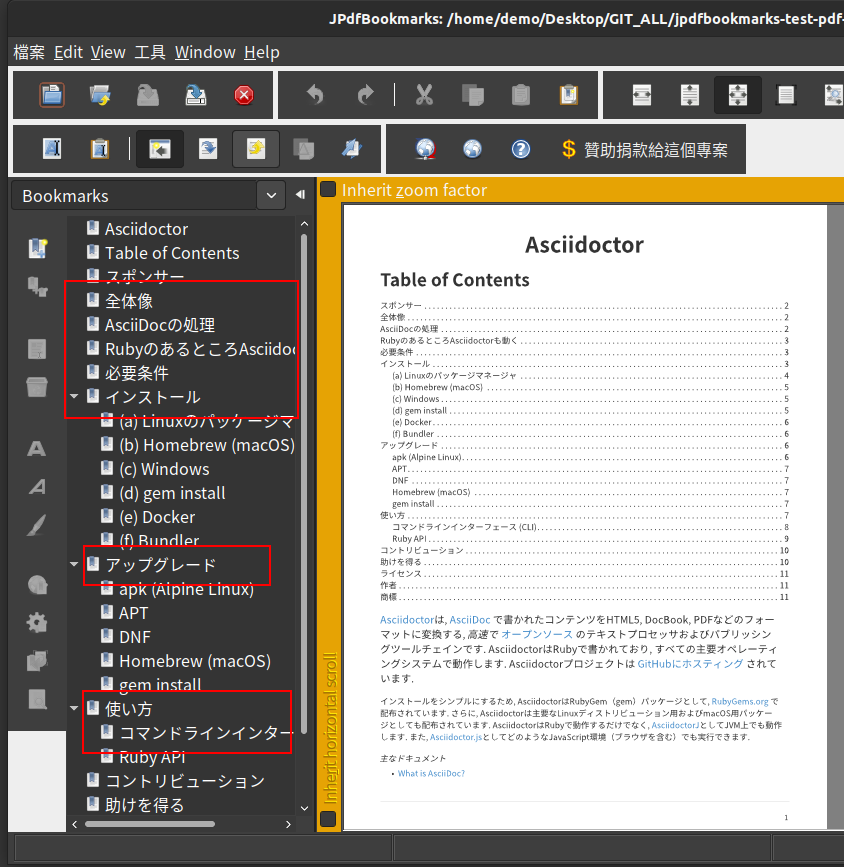 JPdfBookmarks: /home/demo/Desktop/GIT_ALL/jpdfbookmarks-test-pdf-
檔案 Edit View 工具 Window Help
贊助捐款給這個專案
Bookmarks
Inherit zoom factor
Asciidoctor
Table of Contents
スポンサー
全体像
AsciiDocの処理
RubyのあるところAsciidoc
必要条件
インストール
(a) Linuxのパッケージマ
(b) Homebrew (macOS)
(c) Windows
(d) gem install
(e) Docker
(f) Bundler
アップグレード
apk (Alpine Linux)
APT
DNF
Homebrew (macOS)
gem install
使い方
コマンドラインインター
Ruby API
コントリビューション
助けを得る
Inherit horizontal scroll
Asciidoctor
Table of Contents
スポンサー 2
全体像 2
AsciiDocの処理 2
RubyのあるところAsciidoctorも動く 3
必要条件 3
インストール 3
(a) Linuxのパッケージマネージャ 4
(b) Homebrew (macOS) 5
(c) Windows 5
(d) gem install 5
(e) Docker 6
(f) Bundler 6
アップグレード 6
apk (Alpine Linux) 6
APT 7
DNF 7
Homebrew (macOS) 7
gem install 7
使い方 7
コマンドラインインターフェース (CLI) 8
Ruby API 9
コントリビューション 10
助けを得る 10
ライセンス 11
作者 11
商標 11
Asciidoctorは, AsciiDoc で書かれたコンテンツをHTML5, DocBook, PDFなどのフォー
マットに変換する, 高速で オープンソース のテキストプロセッサおよびパブリッシン
グツールチェインです. AsciidoctorはRubyで書かれており, すべての主要オペレーティ
ングシステムで動作します. Asciidoctorプロジェクトは GitHubにホスティング されて
います.
インストールをシンプルにするため, AsciidoctorはRubyGem（gem）パッケージとして, RubyGems.org で
配布されています. さらに, Asciidoctorは主要なLinuxディストリビューション用およびmacOS用パッケー
ジとしても配布されています. AsciidoctorはRubyで動作するだけでなく, AsciidoctorJとしてJVM上でも動作
します. また, Asciidoctor.jsとしてどのようなJavaScript環境（ブラウザを含む）でも実行できます.
主なドキュメント
• What is AsciiDoc?
1